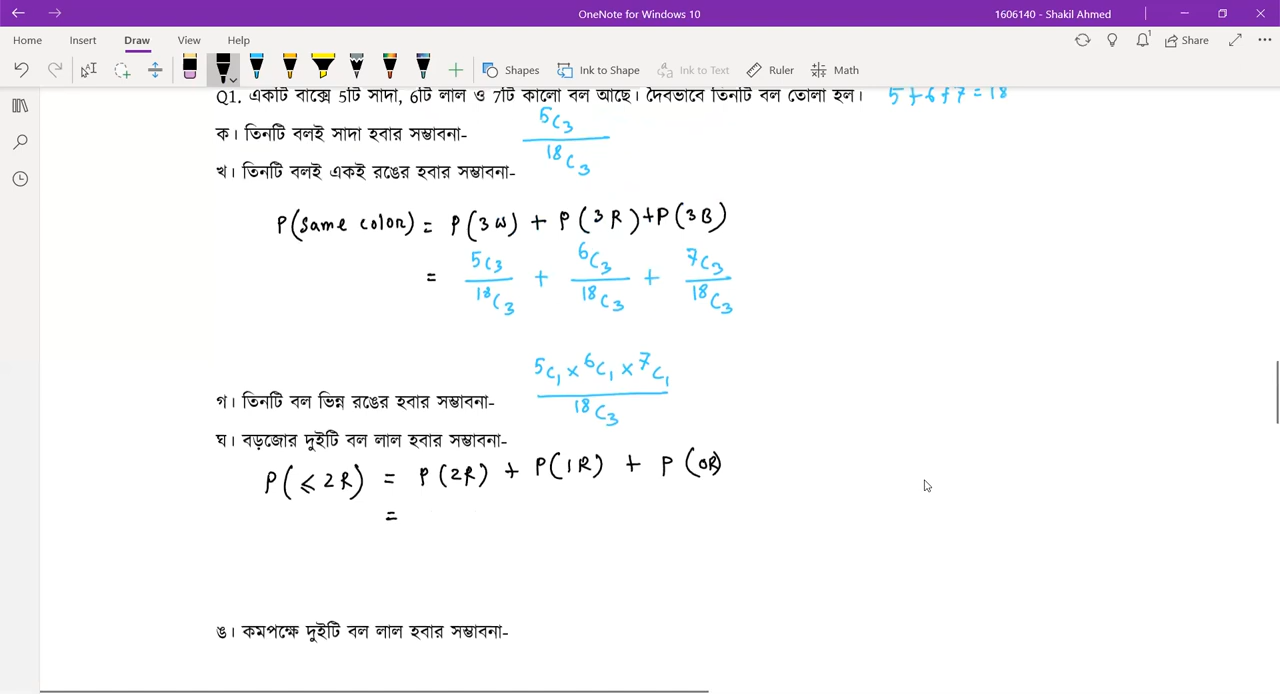 OneNote for Windows 10
1606140 - Shakil Ahmed
Home Insert Draw View Help
Share
Shapes Ink to Shape Ink to Text Ruler Math
Q1. একটি বাক্সে 5টি সাদা, 6টি লাল ও 7টি কালো বল আছে। দৈবভাবে তিনটি বল তোলা হল। 5 + 6 + 7 = 18
ক। তিনটি বলই সাদা হবার সম্ভাবনা- ⁵C₃ / ¹⁸C₃
খ। তিনটি বলই একই রঙের হবার সম্ভাবনা-
P(Same color) = P(3W) + P(3R) + P(3B)
= ⁵C₃ / ¹⁸C₃ + ⁶C₃ / ¹⁸C₃ + ⁷C₃ / ¹⁸C₃
গ। তিনটি বল ভিন্ন রঙের হবার সম্ভাবনা- ⁵C₁ × ⁶C₁ × ⁷C₁ / ¹⁸C₃
ঘ। বড়জোর দুইটি বল লাল হবার সম্ভাবনা-
P(≤ 2R) = P(2R) + P(1R) + P(0R)
=
ঙ। কমপক্ষে দুইটি বল লাল হবার সম্ভাবনা-